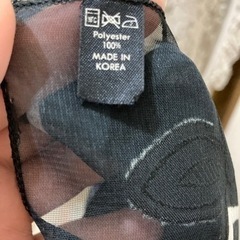 Polyester
100%
MADE IN
KOREA